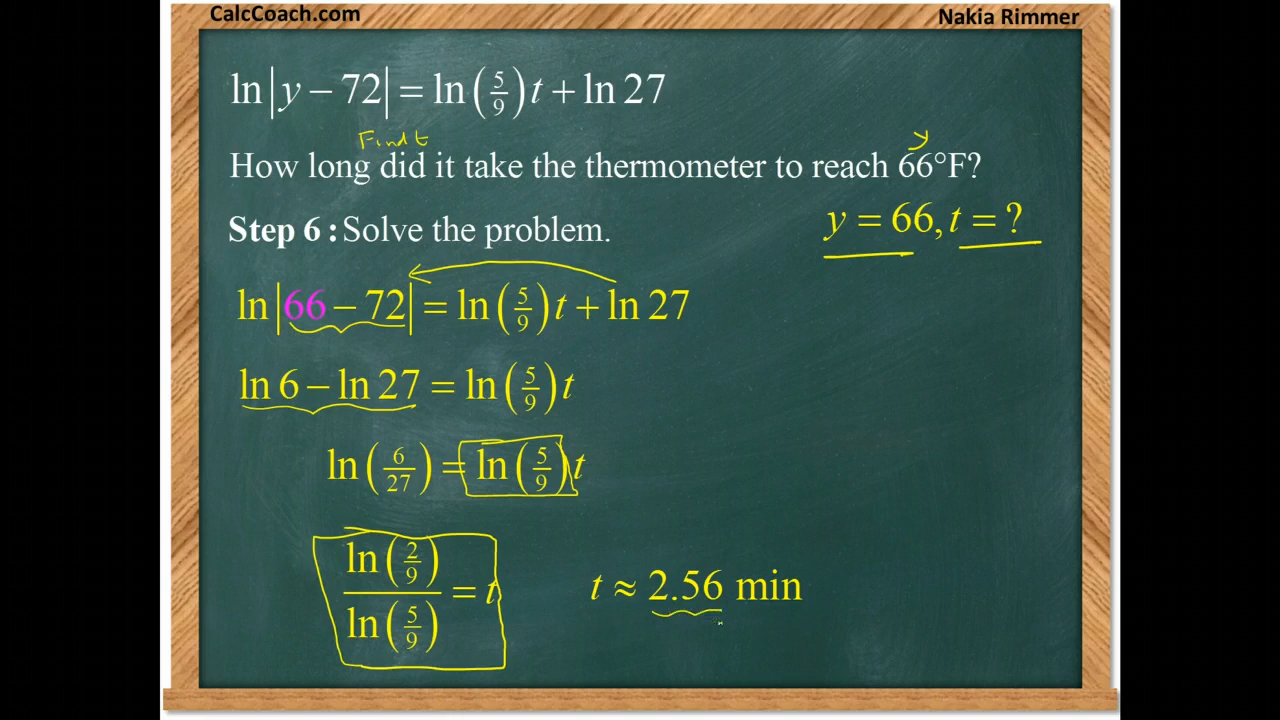 CalcCoach.com
Nakia Rimmer
ln|y − 72| = ln(5/9)t + ln 27
Find t
y
How long did it take the thermometer to reach 66°F?
y = 66, t = ?
Step 6 : Solve the problem.
ln|66 − 72| = ln(5/9)t + ln 27
ln 6 − ln 27 = ln(5/9)t
ln(6/27) = ln(5/9)t
ln(2/9)/ln(5/9) = t
t ≈ 2.56 min